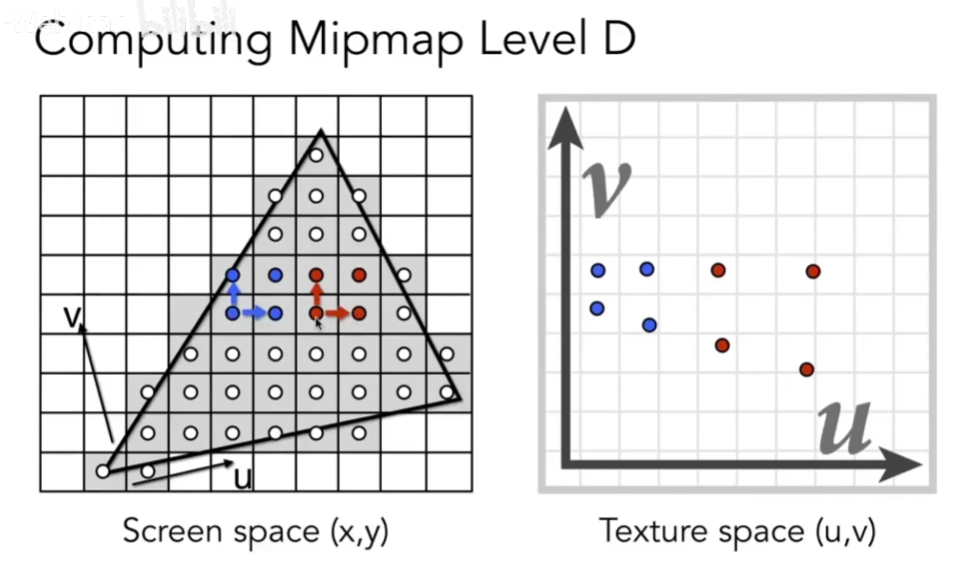 Computing Mipmap Level D
v
u
Screen space (x,y)
v
u
Texture space (u,v)